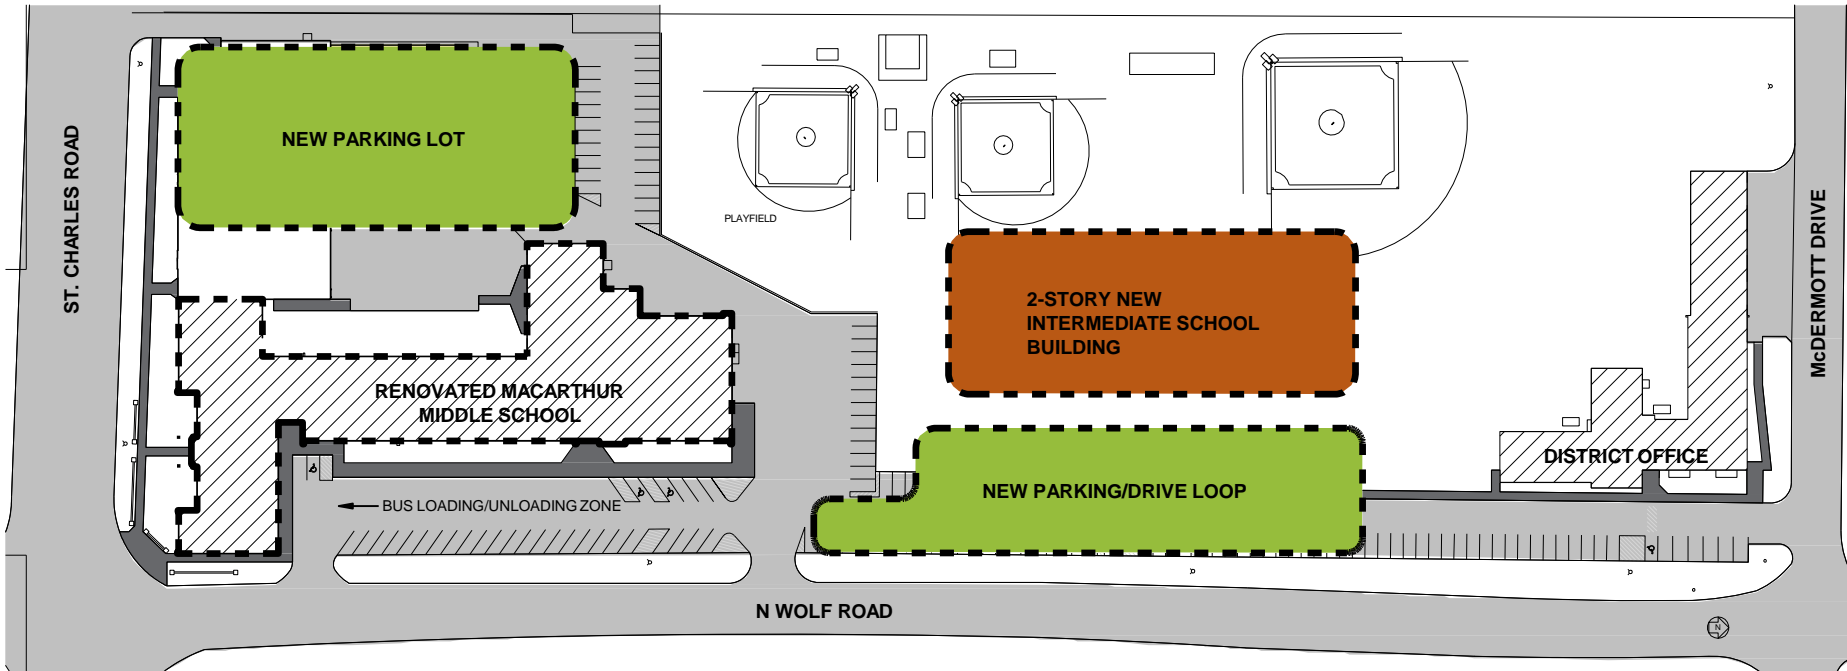 ST. CHARLES ROAD
NEW PARKING LOT
PLAYFIELD
2-STORY NEW
INTERMEDIATE SCHOOL
BUILDING
McDERMOTT DRIVE
RENOVATED MACARTHUR
MIDDLE SCHOOL
DISTRICT OFFICE
NEW PARKING/DRIVE LOOP
BUS LOADING/UNLOADING ZONE
N WOLF ROAD
N